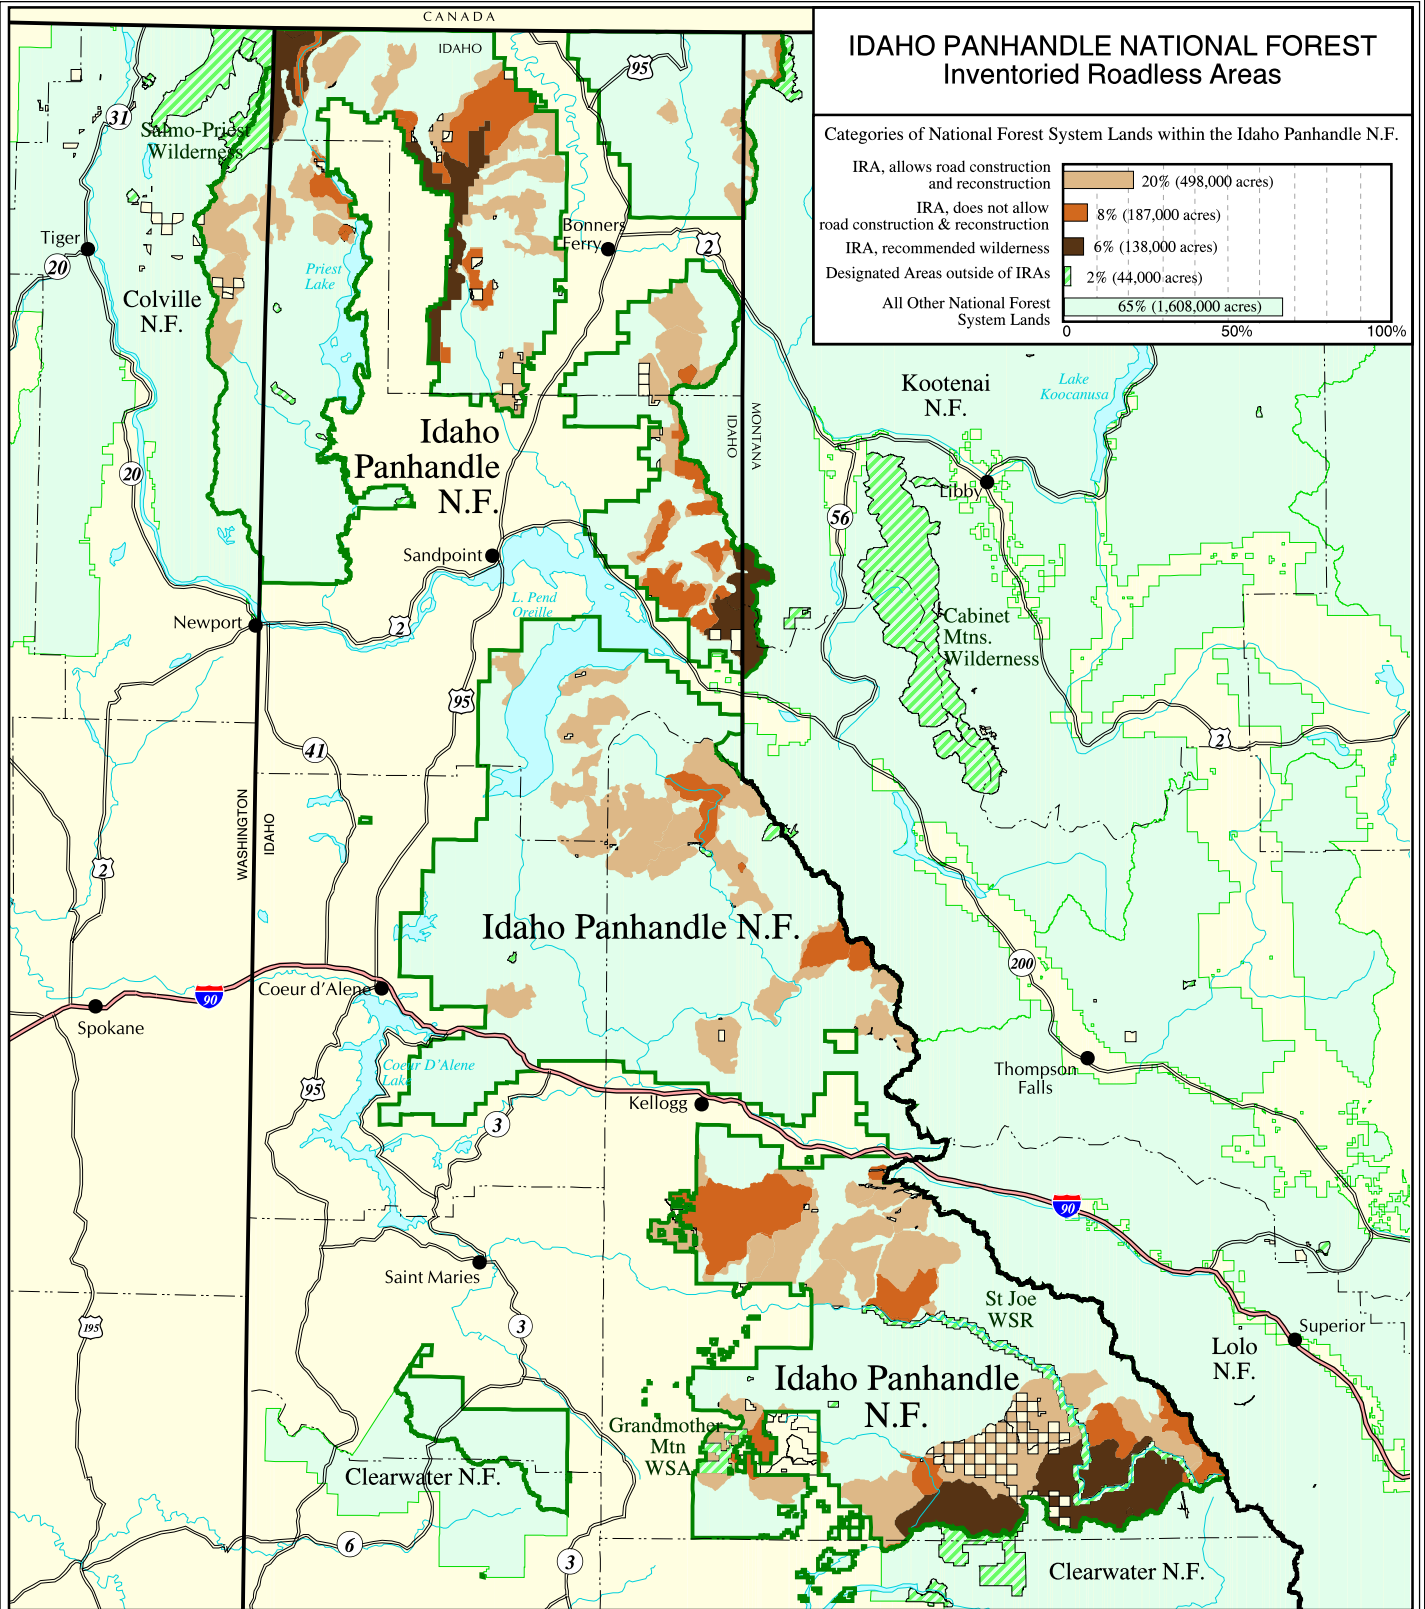 CANADA
IDAHO
IDAHO PANHANDLE NATIONAL FOREST
Inventoried Roadless Areas
Categories of National Forest System Lands within the Idaho Panhandle N.F.
IRA, allows road construction
and reconstruction
20% (498,000 acres)
IRA, does not allow
road construction & reconstruction
8% (187,000 acres)
IRA, recommended wilderness
6% (138,000 acres)
Designated Areas outside of IRAs
2% (44,000 acres)
All Other National Forest
System Lands
65% (1,608,000 acres)
0
50%
100%
95
31
Salmo-Priest
Wilderness
Tiger
20
Colville
N.F.
Priest
Lake
Bonners
Ferry
2
Kootenai
N.F.
Lake
Koocanusa
MONTANA
IDAHO
Idaho
Panhandle
N.F.
20
Libby
56
Sandpoint
L. Pend
Oreille
Newport
2
Cabinet
Mtns.
Wilderness
95
41
2
WASHINGTON
IDAHO
2
Idaho Panhandle N.F.
200
Coeur d'Alene
90
Spokane
Coeur D'Alene
Lake
95
Thompson
Falls
Kellogg
3
90
Saint Maries
St Joe
WSR
195
3
Superior
Lolo
N.F.
Idaho Panhandle
N.F.
Grandmother
Mtn
WSA
Clearwater N.F.
6
3
Clearwater N.F.